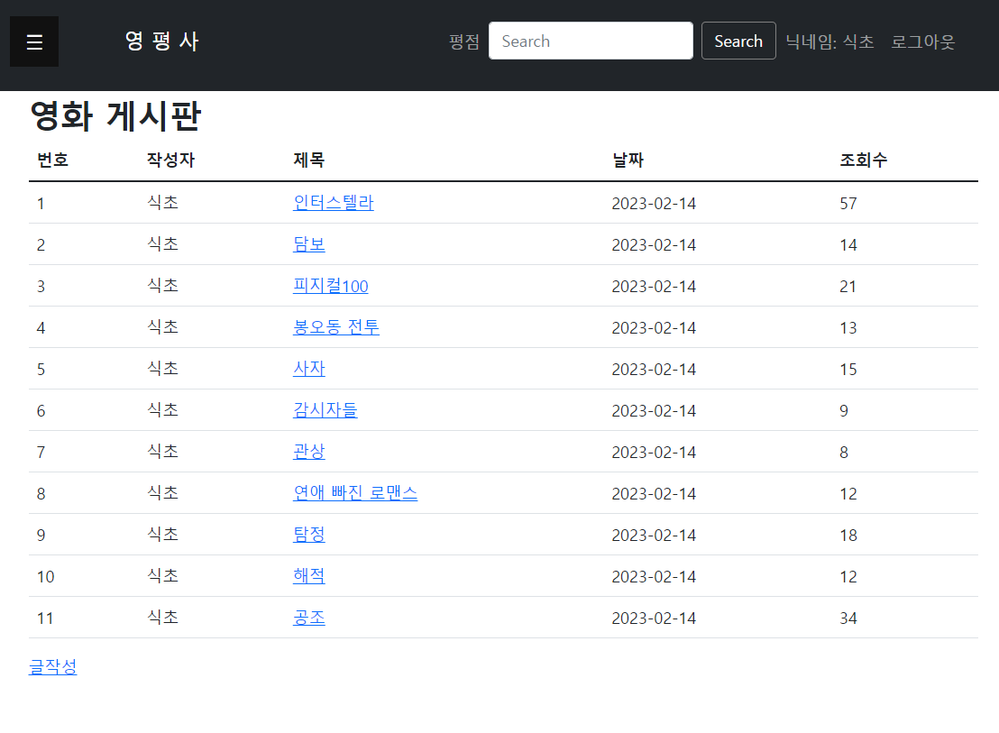 ☰ 영 평 사 평점 Search Search 닉네임: 식초 로그아웃
영화 게시판
번호 작성자 제목 날짜 조회수
1 식초 인터스텔라 2023-02-14 57
2 식초 담보 2023-02-14 14
3 식초 피지컬100 2023-02-14 21
4 식초 봉오동 전투 2023-02-14 13
5 식초 사자 2023-02-14 15
6 식초 감시자들 2023-02-14 9
7 식초 관상 2023-02-14 8
8 식초 연애 빠진 로맨스 2023-02-14 12
9 식초 탐정 2023-02-14 18
10 식초 해적 2023-02-14 12
11 식초 공조 2023-02-14 34
글작성